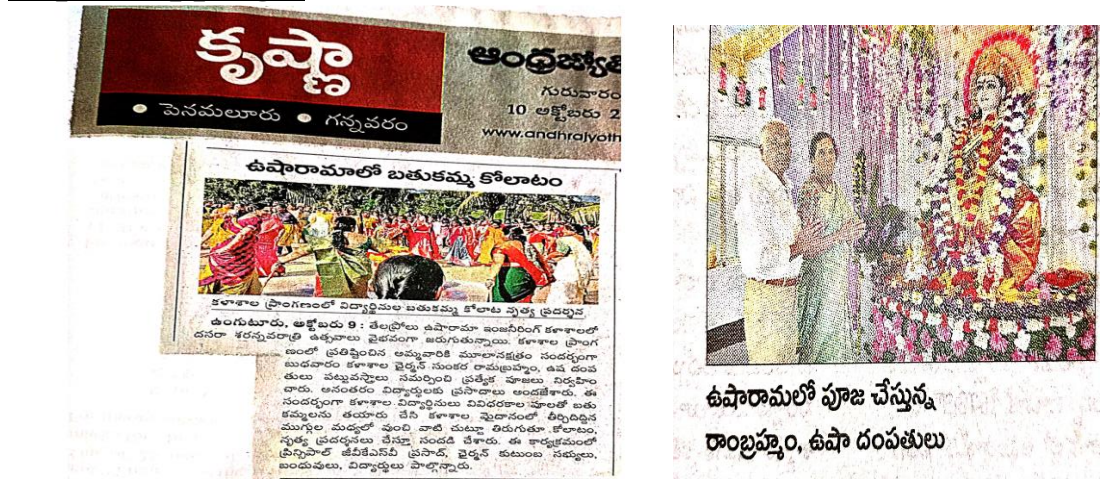 కృష్ణా
• పెనమలూరు • గన్నవరం
ఆంధ్రజ్యోతి
గురువారం
10 అక్టోబరు 2
www.andhrajyoth
ఉషారామాలో బతుకమ్మ కోలాటం
కళాశాల ప్రాంగణంలో విద్యార్థినుల బతుకమ్మ కోలాట నృత్య ప్రదర్శన
ఉంగుటూరు, అక్టోబరు 9 : తేలప్రోలు ఉషారామా ఇంజనీరింగ్ కళాశాలలో
దసరా శరన్నవరాత్రి ఉత్సవాలు వైభవంగా జరుగుతున్నాయి. కళాశాల ప్రాంగ
ణంలో ప్రతిష్ఠించిన అమ్మవారికి మూలానక్షత్రం సందర్భంగా
బుధవారం కళాశాల ఛైర్మన్ సుంకర రామబ్రహ్మం, ఉష దంప
తులు పట్టువస్త్రాలు సమర్పించి ప్రత్యేక పూజలు నిర్వహిం
చారు. అనంతరం విద్యార్థులకు ప్రసాదాలు అందజేశారు. ఈ
సందర్భంగా కళాశాల విద్యార్థినులు వివిధరకాల పూలతో బతు
కమ్మలను తయారు చేసి కళాశాల మైదానంలో తీర్చిదిద్దిన
ముగ్గుల మధ్యలో వుంచి వాటి చుట్టూ తిరుగుతూ కోలాటం,
నృత్య ప్రదర్శనలు చేస్తూ సందడి చేశారు. ఈ కార్యక్రమంలో
ప్రిన్సిపాల్ జీవీకేఎస్‌వీ ప్రసాద్, ఛైర్మన్ కుటుంబ సభ్యులు,
బంధువులు, విద్యార్థులు పాల్గొన్నారు.
ఉషారామలో పూజ చేస్తున్న
రాంబ్రహ్మం, ఉషా దంపతులు